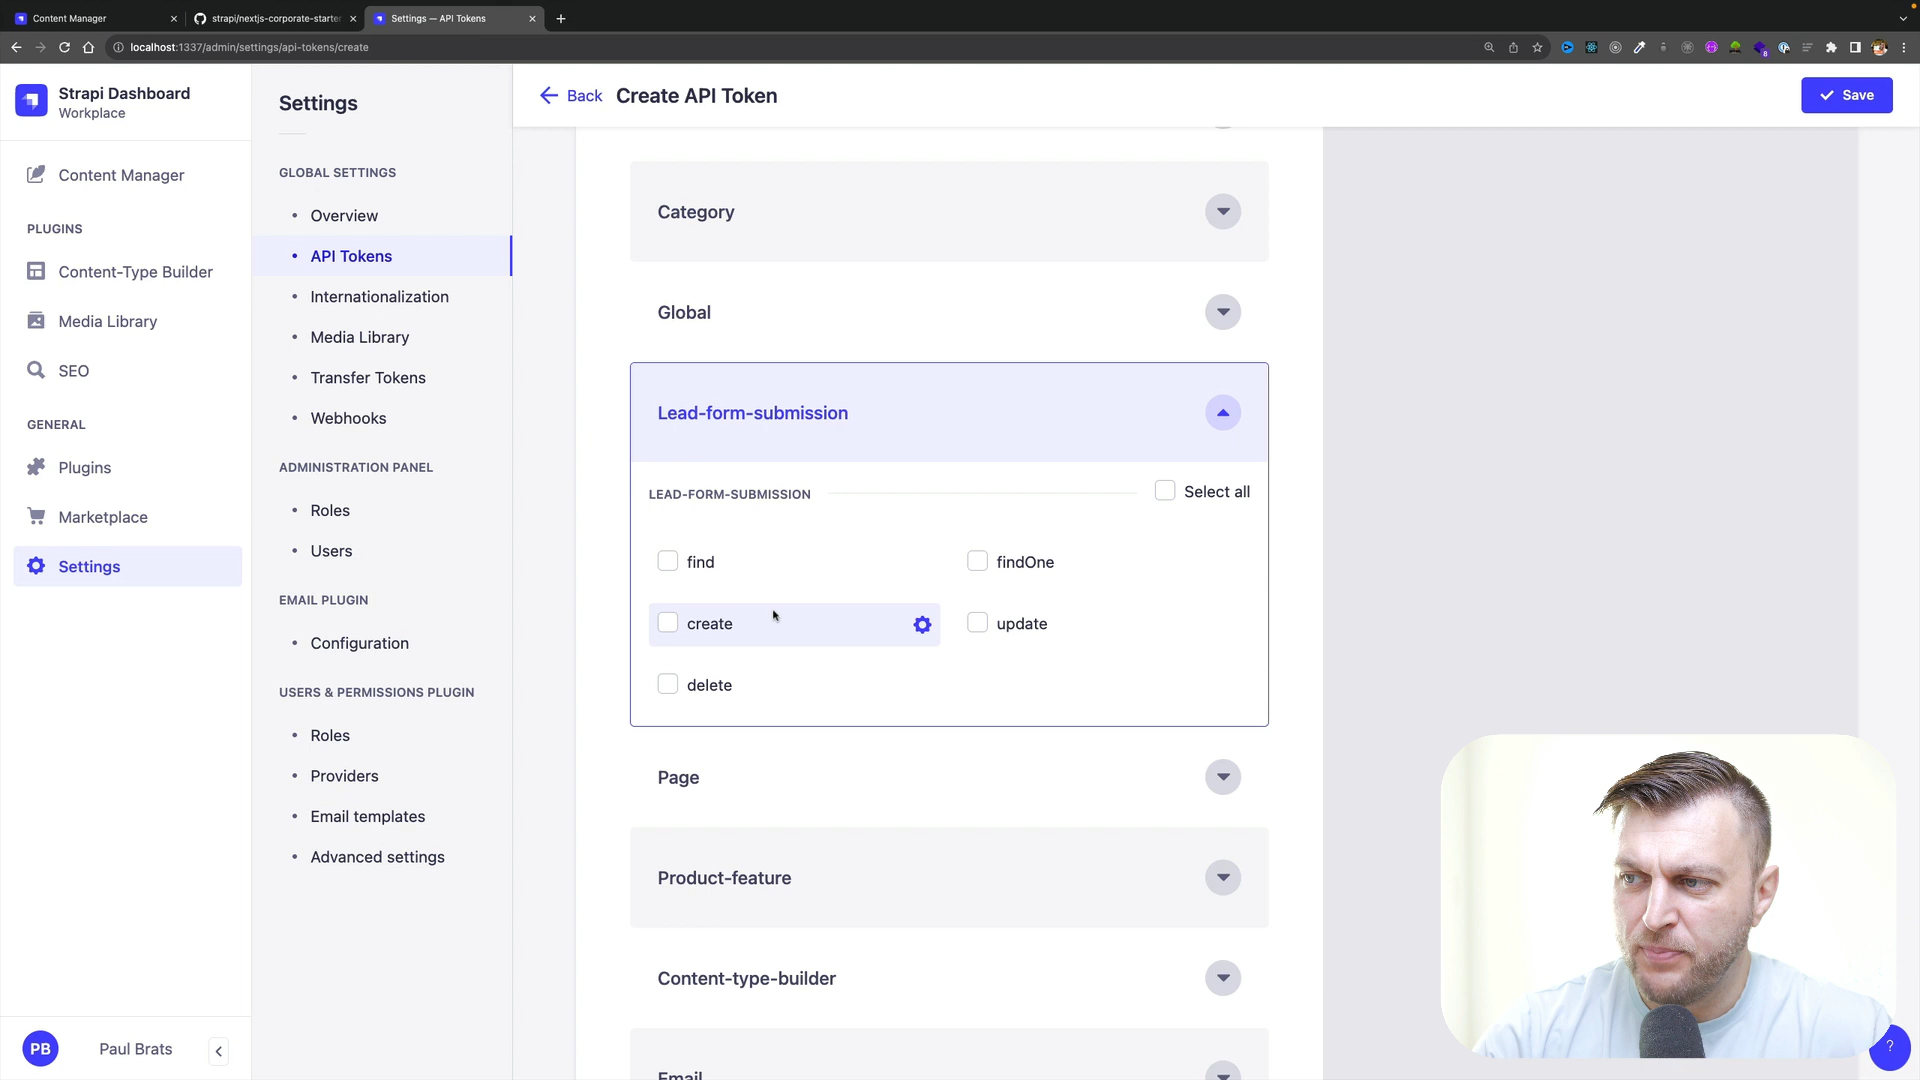 Content Manager
strapi/nextjs-corporate-starter
Settings — API Tokens
localhost:1337/admin/settings/api-tokens/create
Strapi Dashboard
Workplace
Content Manager
PLUGINS
Content-Type Builder
Media Library
SEO
GENERAL
Plugins
Marketplace
Settings
PB
Paul Brats
Settings
GLOBAL SETTINGS
Overview
API Tokens
Internationalization
Media Library
Transfer Tokens
Webhooks
ADMINISTRATION PANEL
Roles
Users
EMAIL PLUGIN
Configuration
USERS & PERMISSIONS PLUGIN
Roles
Providers
Email templates
Advanced settings
Back
Create API Token
Save
Category
Global
Lead-form-submission
LEAD-FORM-SUBMISSION
Select all
find
findOne
create
update
delete
Page
Product-feature
Content-type-builder
Email
?